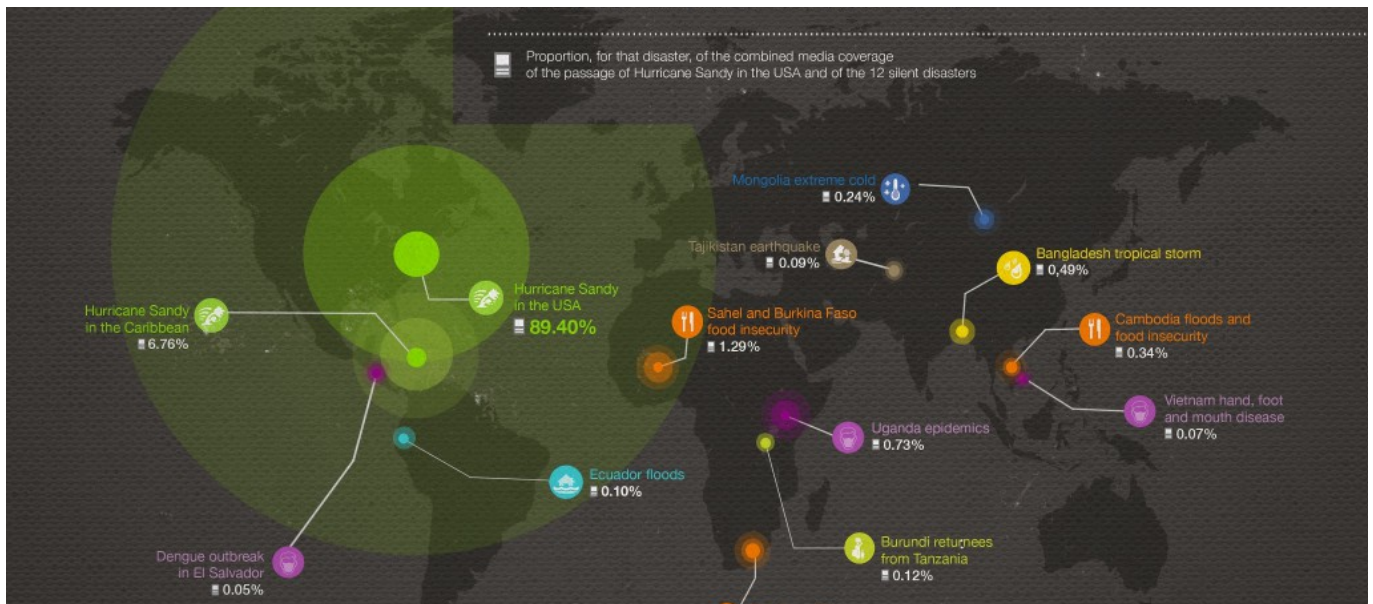 Proportion, for that disaster, of the combined media coverage
of the passage of Hurricane Sandy in the USA and of the 12 silent disasters
Mongolia extreme cold
0.24%
Tajikistan earthquake
0.09%
Bangladesh tropical storm
0,49%
Hurricane Sandy
in the USA
89.40%
Hurricane Sandy
in the Caribbean
6.76%
Sahel and Burkina Faso
food insecurity
1.29%
Cambodia floods and
food insecurity
0.34%
Vietnam hand, foot
and mouth disease
0.07%
Uganda epidemics
0.73%
Ecuador floods
0.10%
Burundi returnees
from Tanzania
0.12%
Dengue outbreak
in El Salvador
0.05%